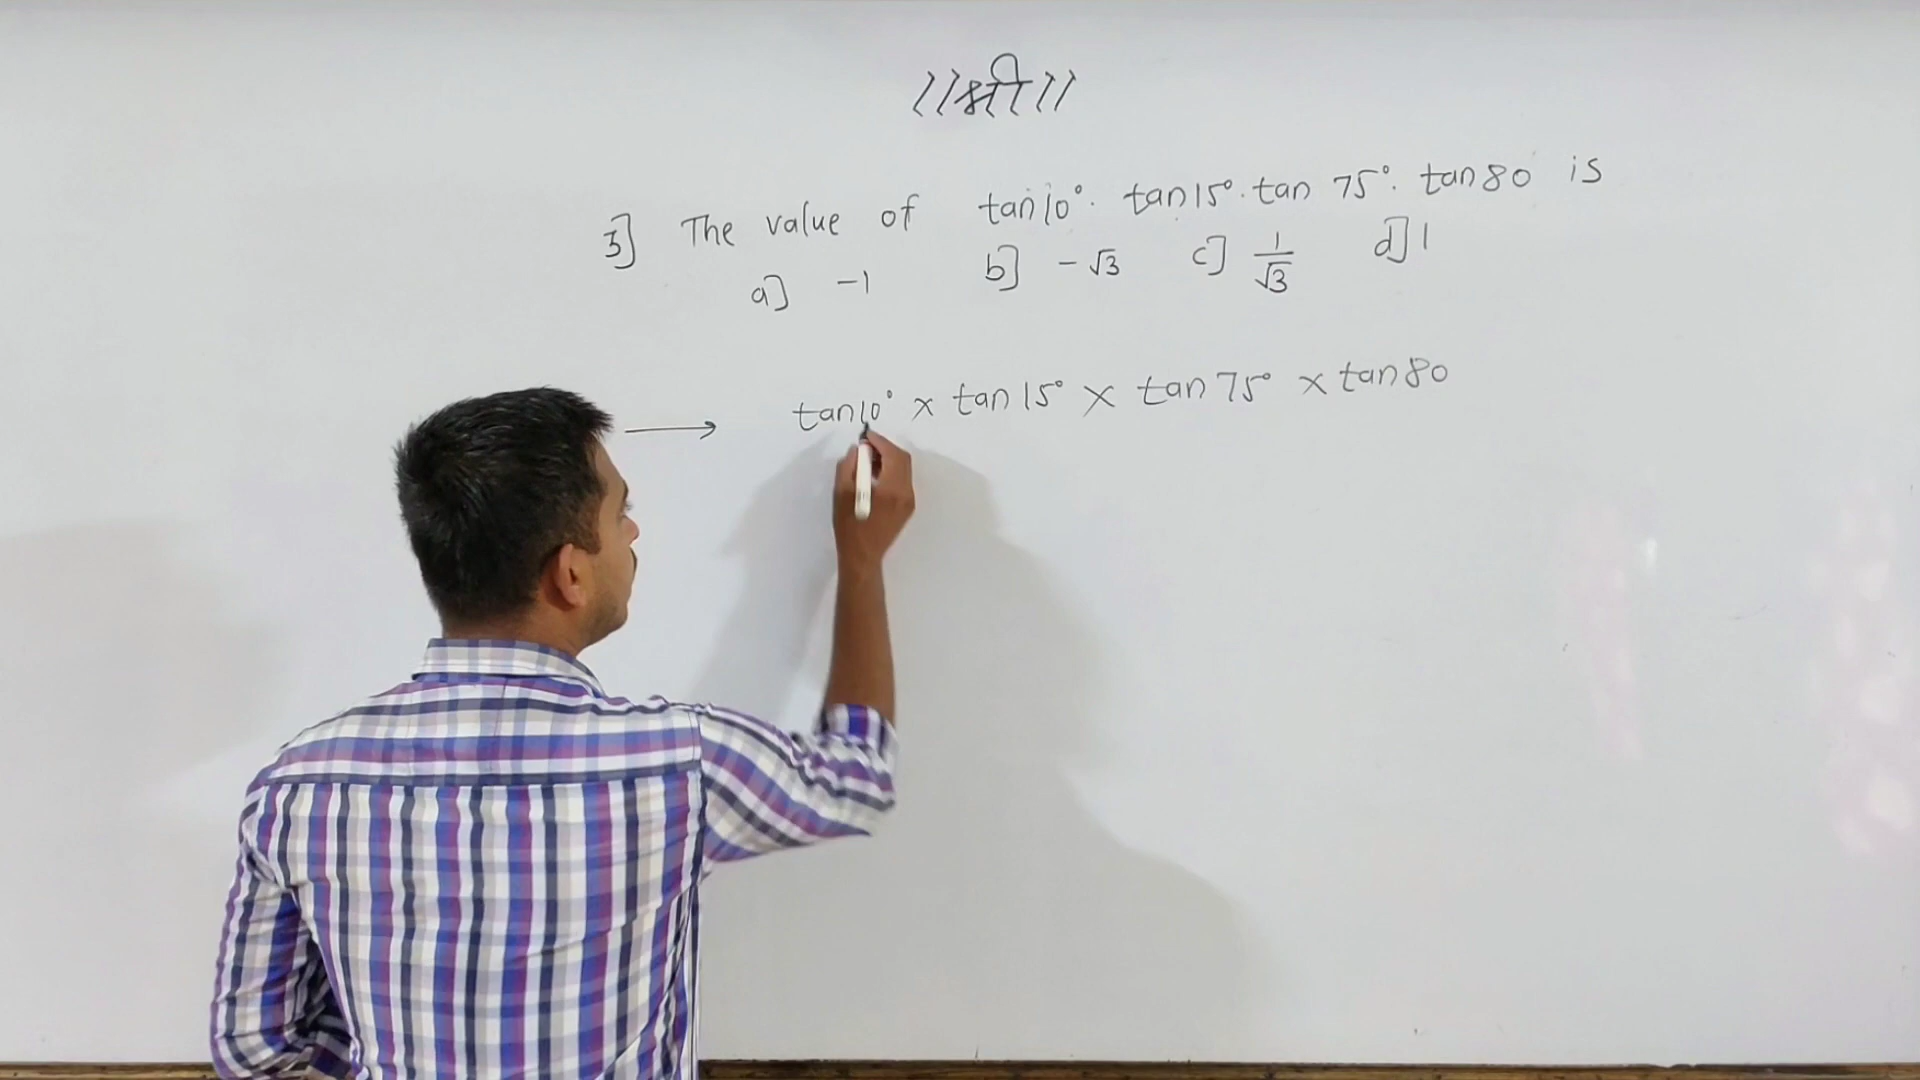 ॥श्री॥
3] The value of tan10°. tan15°. tan 75°. tan80 is
a] -1 b] -√3 c] 1/√3 d] 1
→ tan10° × tan15° × tan75° × tan80